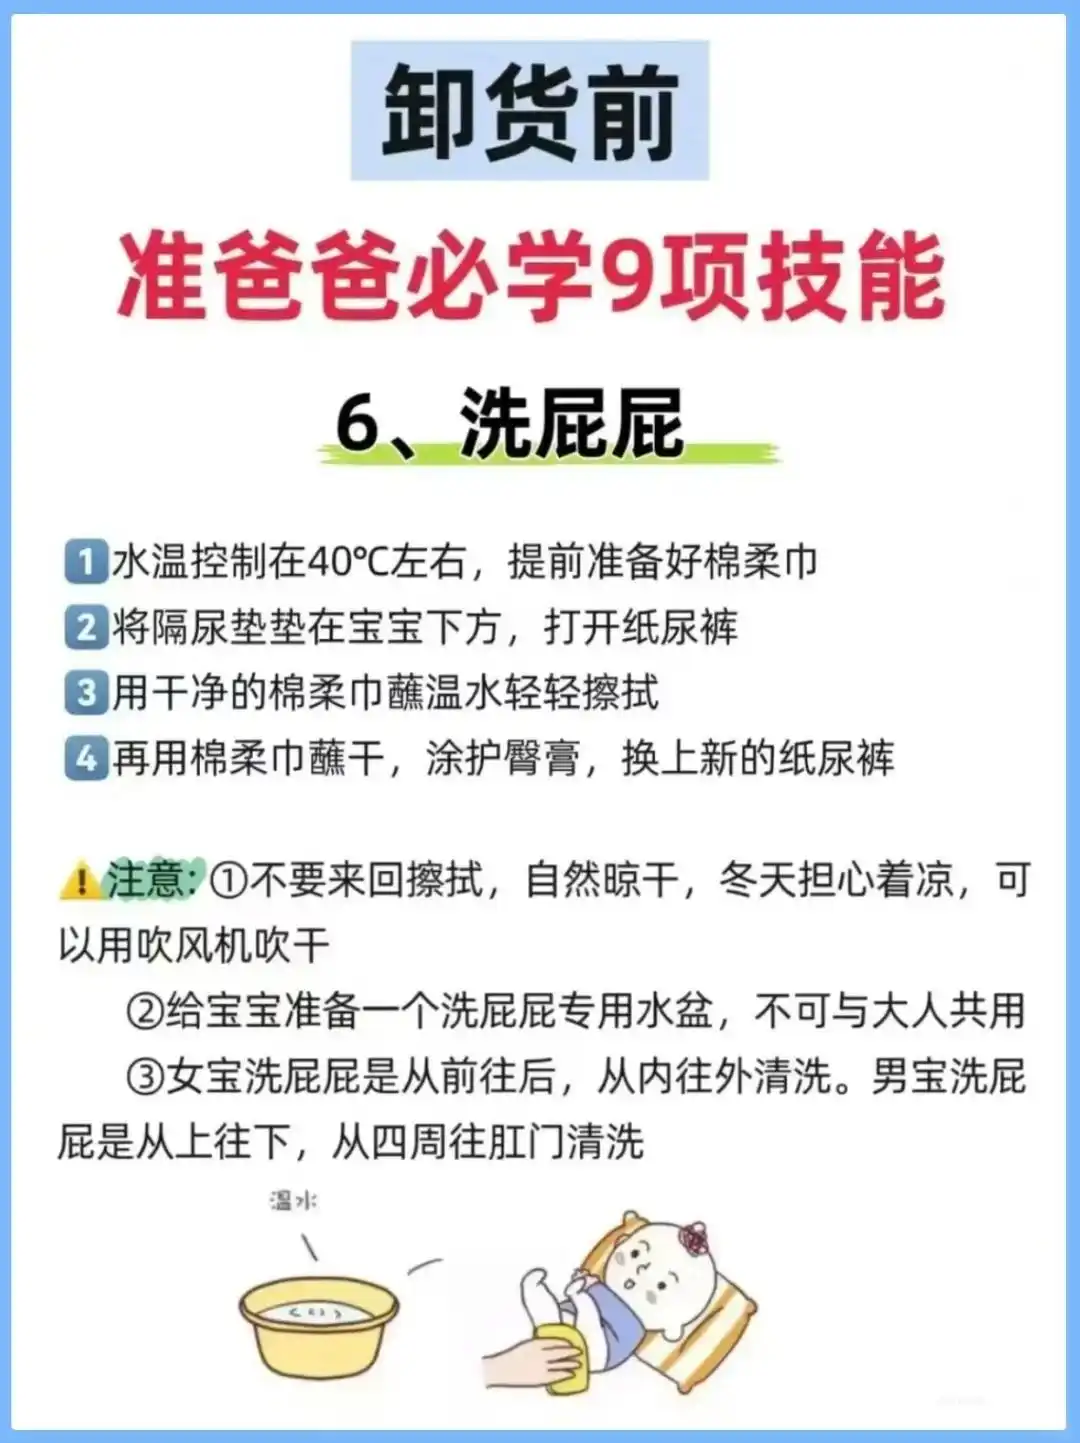 卸货前
准爸爸必学9项技能
6、洗屁屁
1水温控制在40℃左右，提前准备好棉柔巾
2将隔尿垫垫在宝宝下方，打开纸尿裤
3用干净的棉柔巾蘸温水轻轻擦拭
4再用棉柔巾蘸干，涂护臀膏，换上新的纸尿裤
⚠️注意：①不要来回擦拭，自然晾干，冬天担心着凉，可
以用吹风机吹干
②给宝宝准备一个洗屁屁专用水盆，不可与大人共用
③女宝洗屁屁是从前往后，从内往外清洗。男宝洗屁
屁是从上往下，从四周往肛门清洗
温水